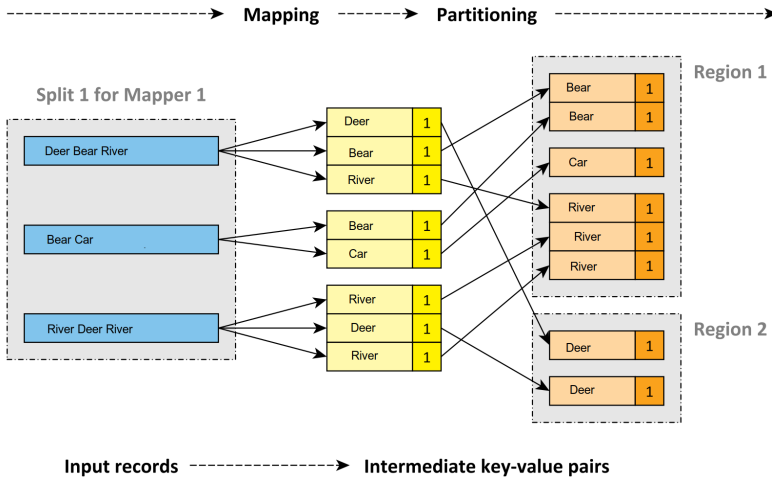 Mapping
Partitioning
Split 1 for Mapper 1
Deer Bear River
Bear Car
River Deer River
Deer 1
Bear 1
River 1
Bear 1
Car 1
River 1
Deer 1
River 1
Region 1
Bear 1
Bear 1
Car 1
River 1
River 1
River 1
Region 2
Deer 1
Deer 1
Input records
Intermediate key-value pairs